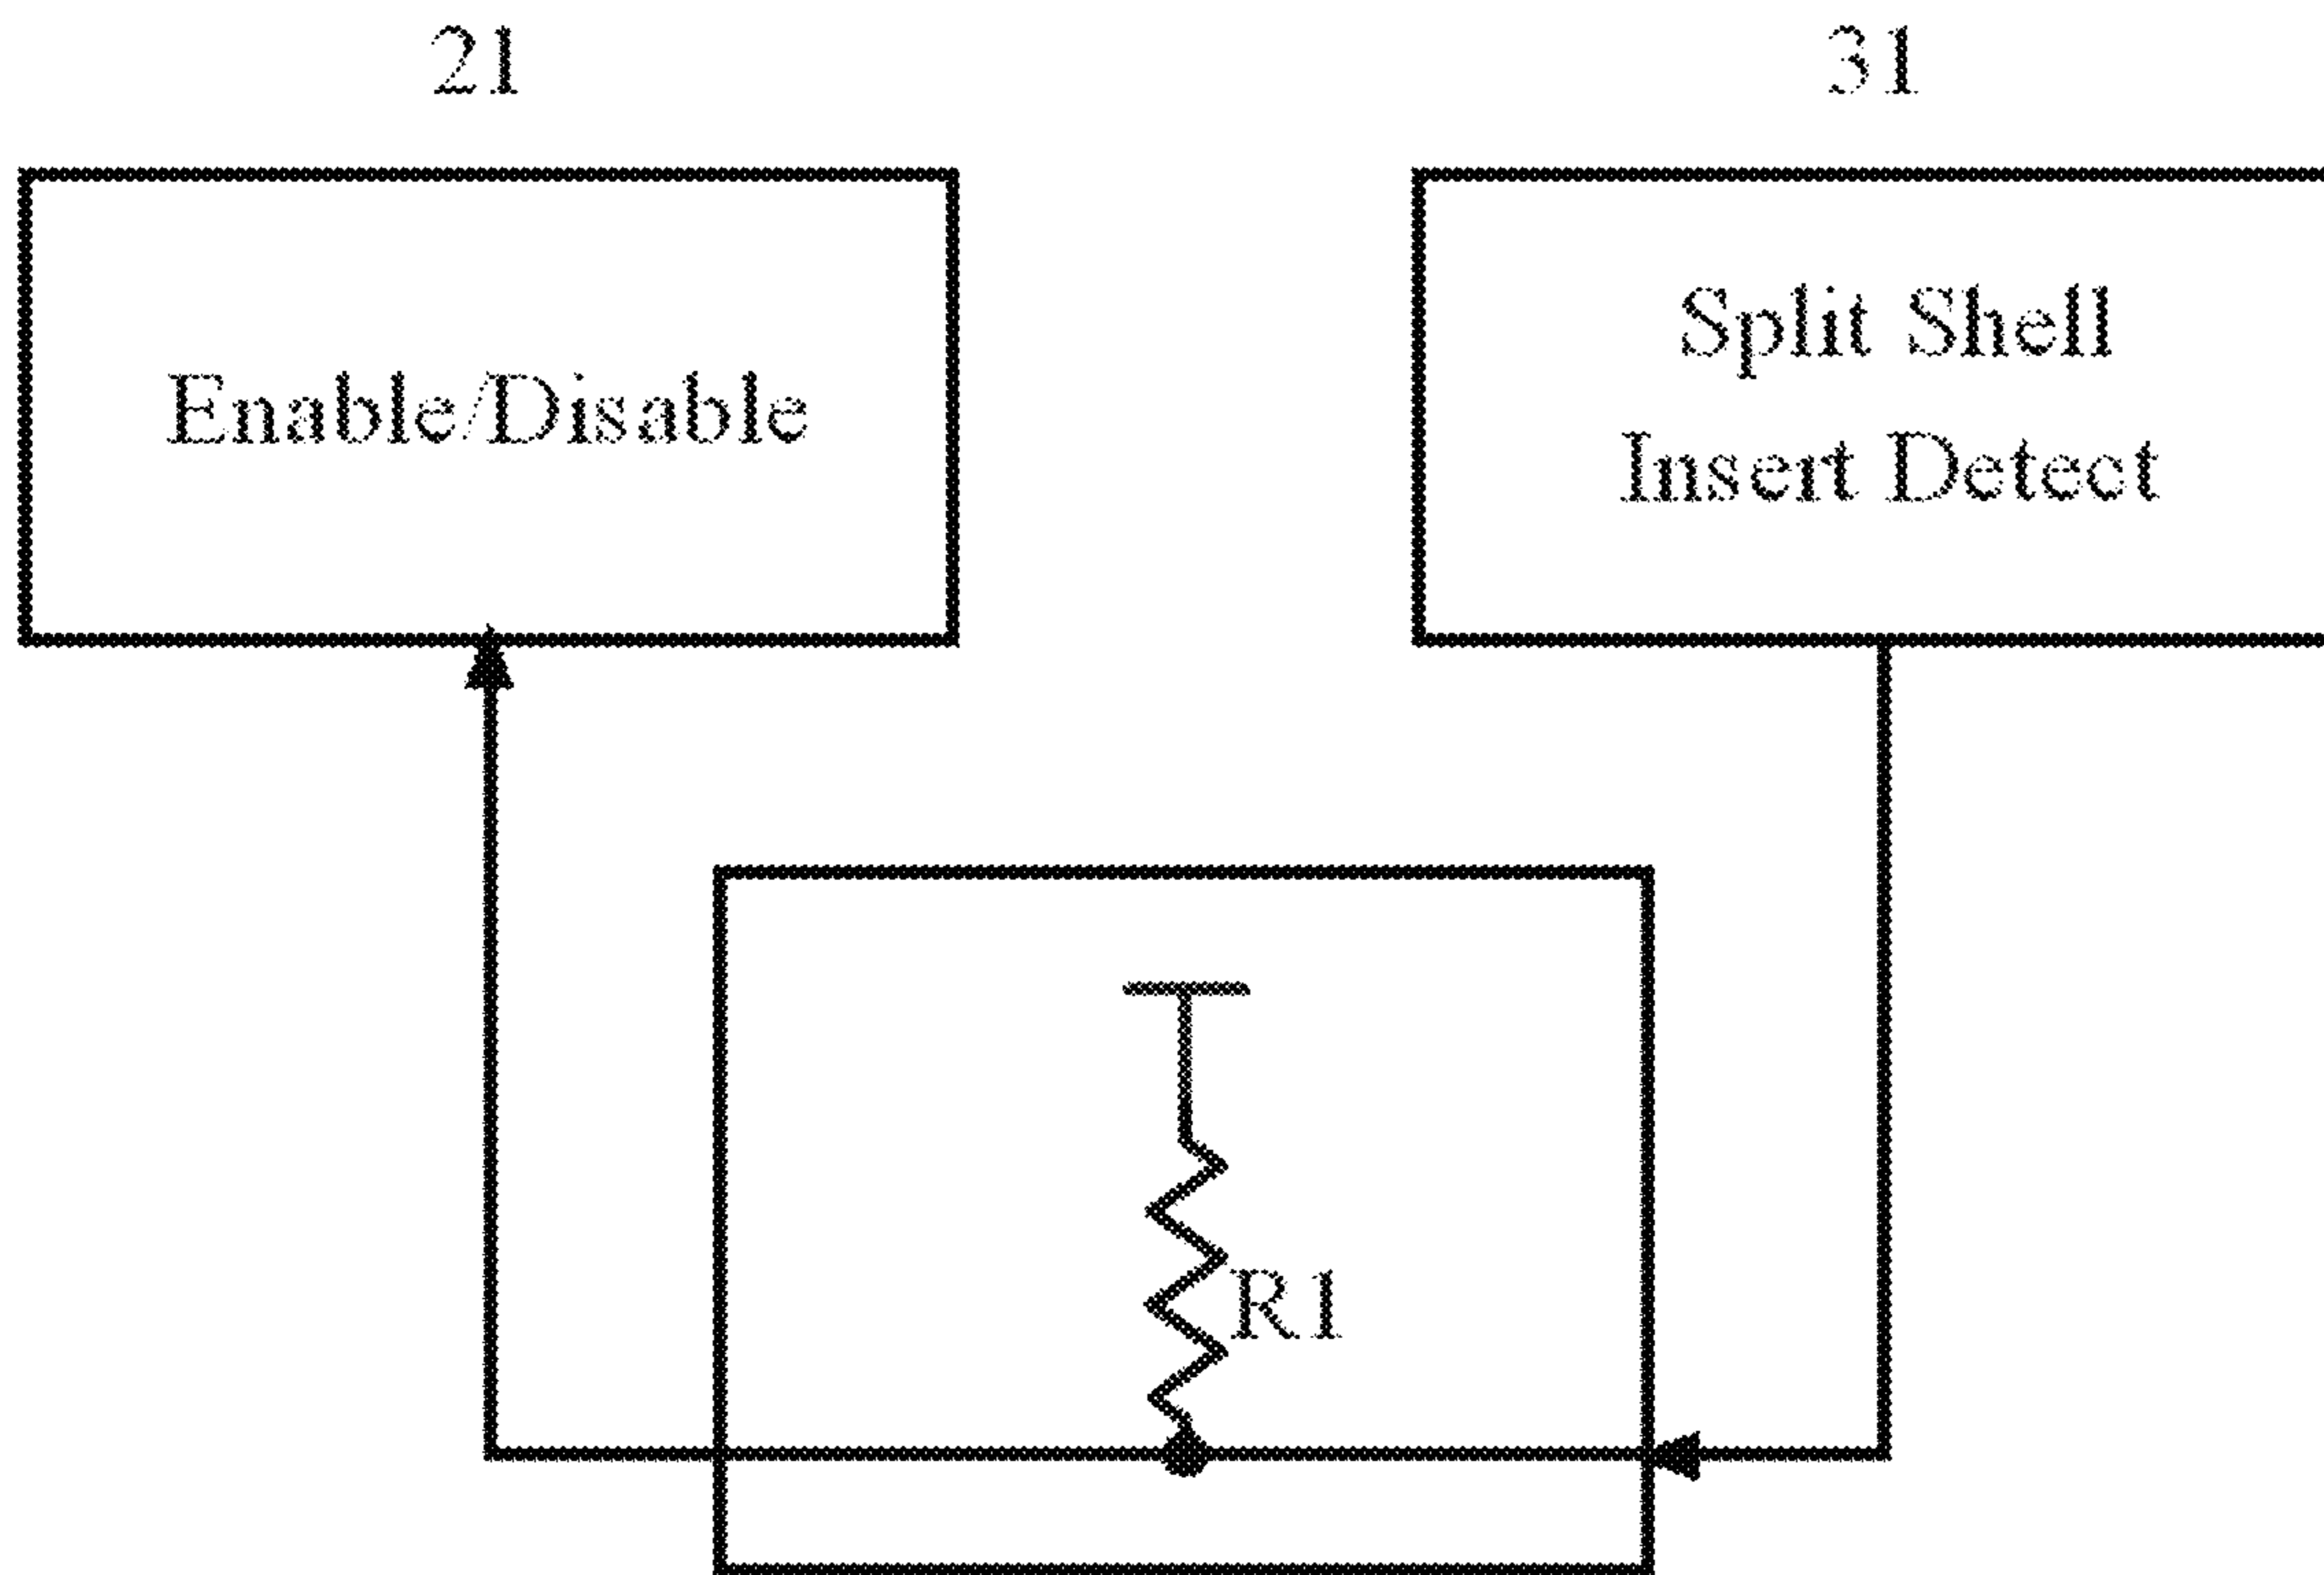 21
31
Enable/Disable
Split Shell
Insert Detect
R1